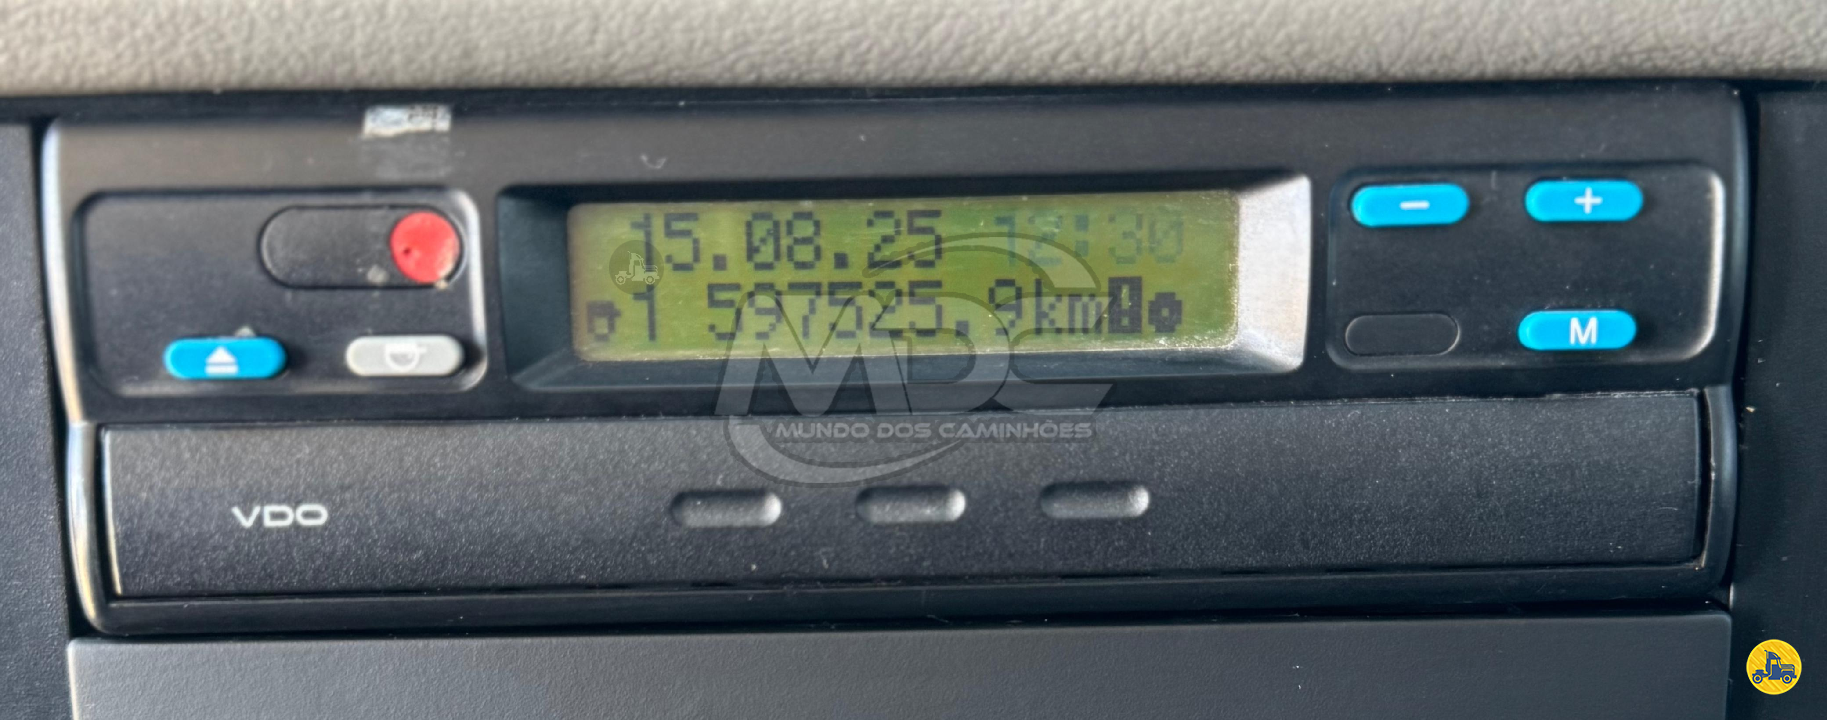 15.08.25 12:30
1 597525,9km
− +
M
MDC
MUNDO DOS CAMINHÕES
VDO